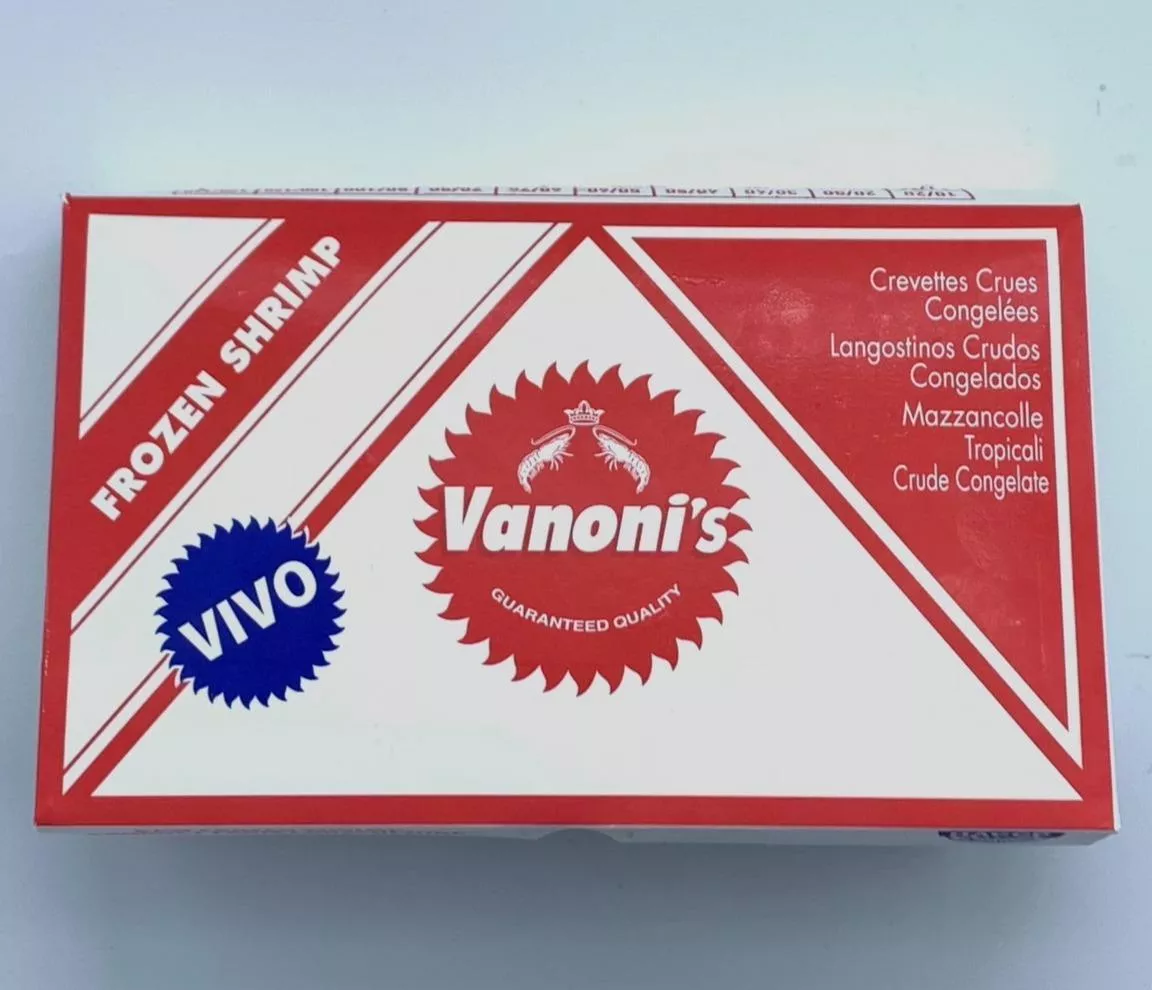 FROZEN SHRIMP
Crevettes Crues
Congelées
Langostinos Crudos
Congelados
Mazzancolle
Tropicali
Crude Congelate
Vanoni's
GUARANTEED QUALITY
VIVO